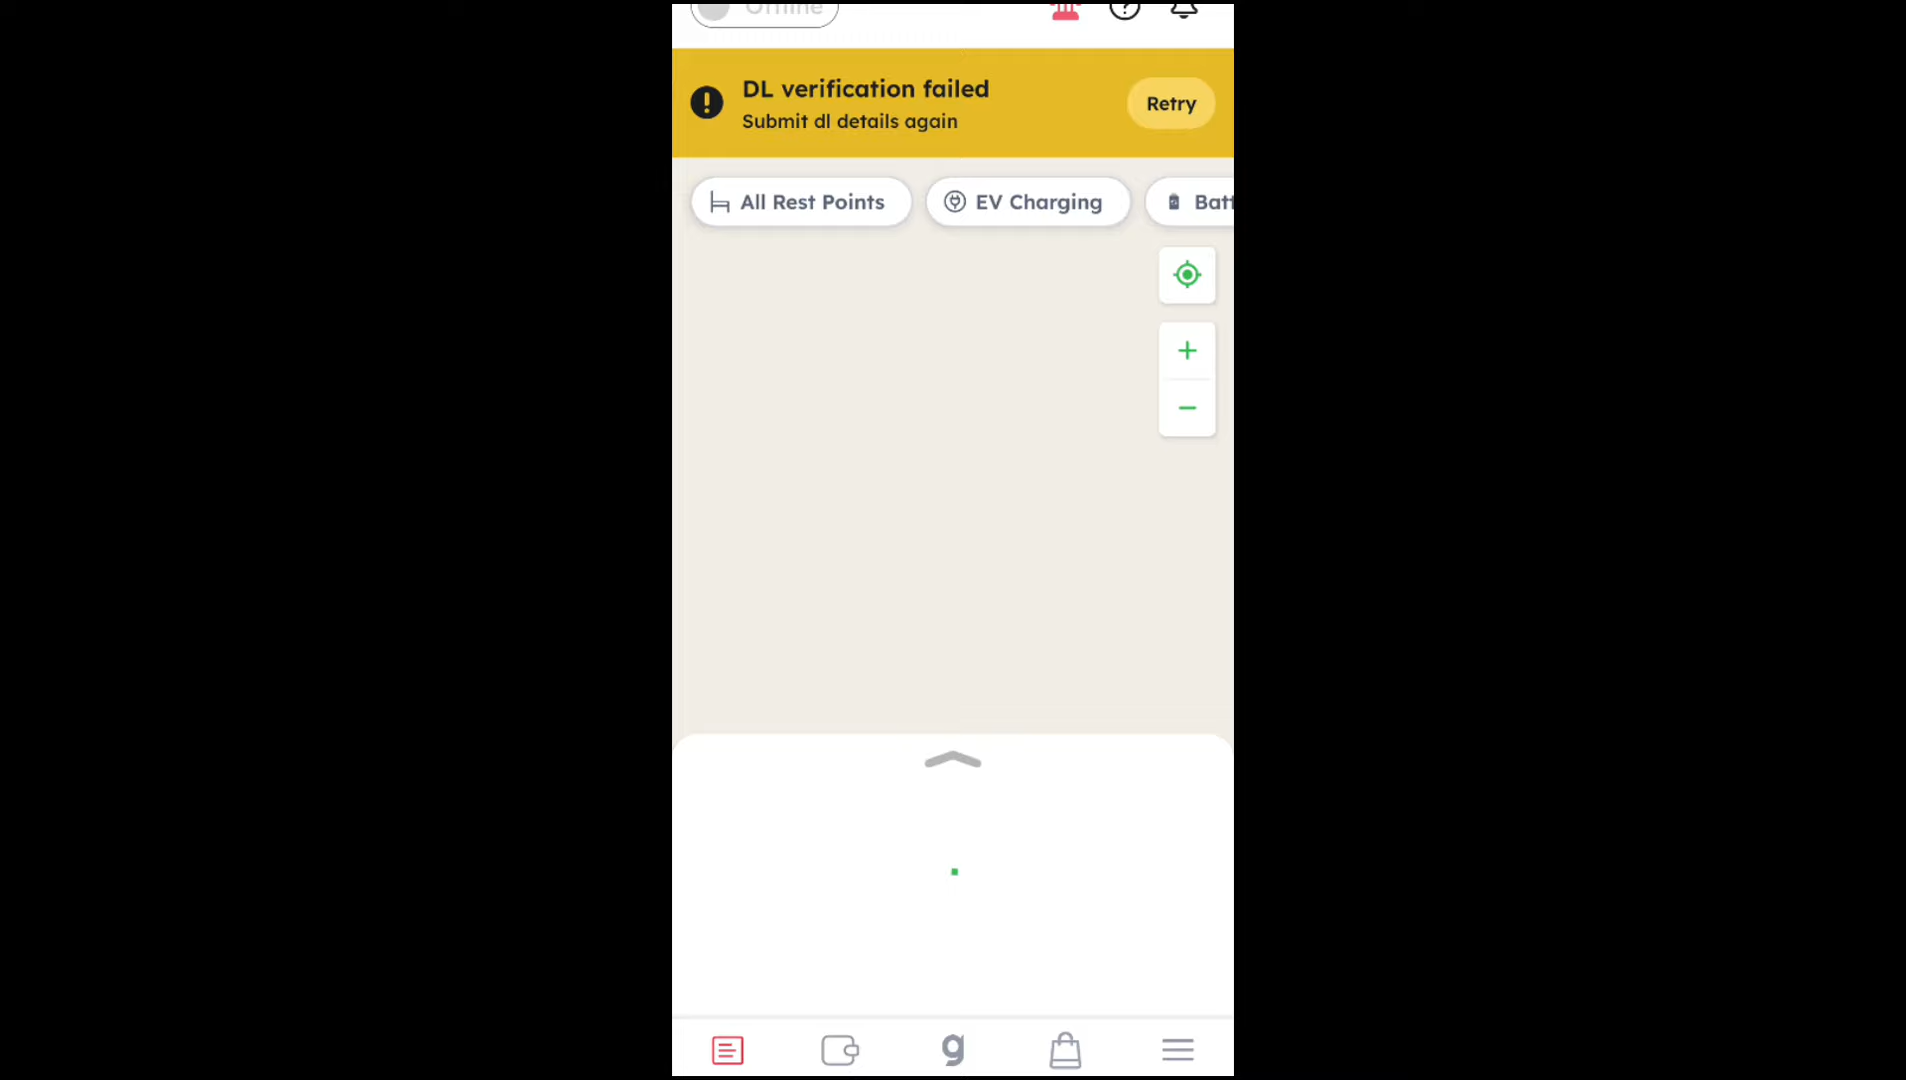 Offline
DL verification failed
Submit dl details again
Retry
All Rest Points
EV Charging
Batt
g